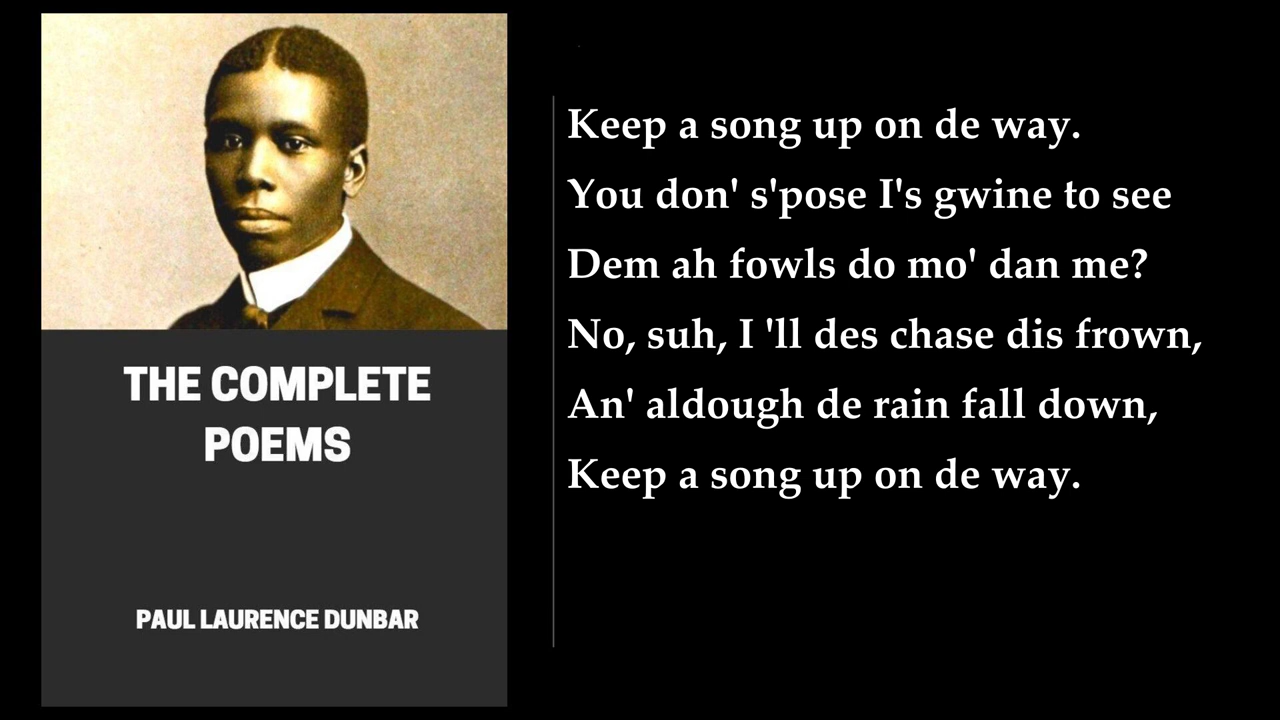 THE COMPLETE
POEMS
PAUL LAURENCE DUNBAR
Keep a song up on de way.
You don' s'pose I's gwine to see
Dem ah fowls do mo' dan me?
No, suh, I 'll des chase dis frown,
An' aldough de rain fall down,
Keep a song up on de way.